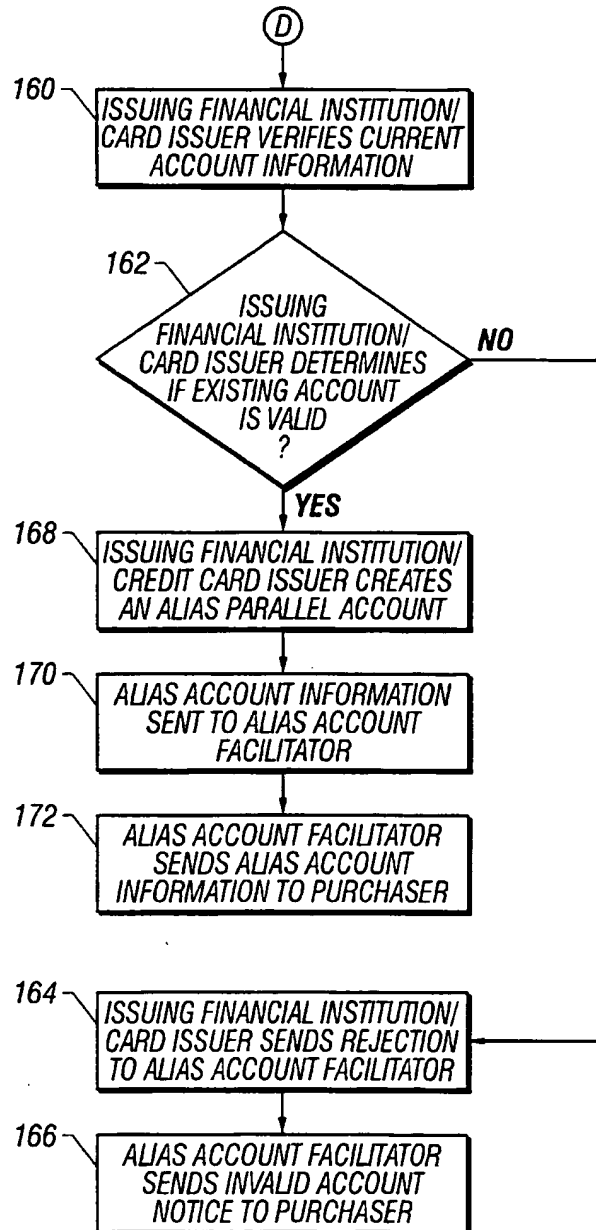 D
160
ISSUING FINANCIAL INSTITUTION/
CARD ISSUER VERIFIES CURRENT
ACCOUNT INFORMATION
162
ISSUING
FINANCIAL INSTITUTION/
CARD ISSUER DETERMINES
IF EXISTING ACCOUNT
IS VALID
?
NO
YES
168
ISSUING FINANCIAL INSTITUTION/
CREDIT CARD ISSUER CREATES
AN ALIAS PARALLEL ACCOUNT
170
ALIAS ACCOUNT INFORMATION
SENT TO ALIAS ACCOUNT
FACILITATOR
172
ALIAS ACCOUNT FACILITATOR
SENDS ALIAS ACCOUNT
INFORMATION TO PURCHASER
164
ISSUING FINANCIAL INSTITUTION/
CARD ISSUER SENDS REJECTION
TO ALIAS ACCOUNT FACILITATOR
166
ALIAS ACCOUNT FACILITATOR
SENDS INVALID ACCOUNT
NOTICE TO PURCHASER